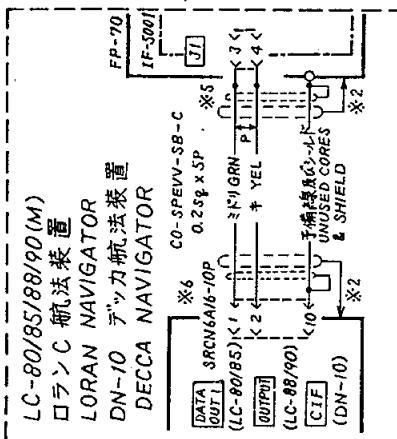 LC-80/85/88/90(M)
ロランC 航法装置
LORAN NAVIGATOR
DN-10 デッカ航法装置
DECCA NAVIGATOR
※6
SRCN6A16-10P
DATA OUT 1
(LC-80/85)
OUTPUT
(LC-88/90)
CIF
(DN-10)
1
2
10
※2
CO-SPEVV-SB-C
0.2sq x 5P
ミドリ GRN
キ YEL
P
予備線及びシールド
UNUSED CORES
& SHIELD
※5
※2
FP-70
IF-5001
J1
3
4